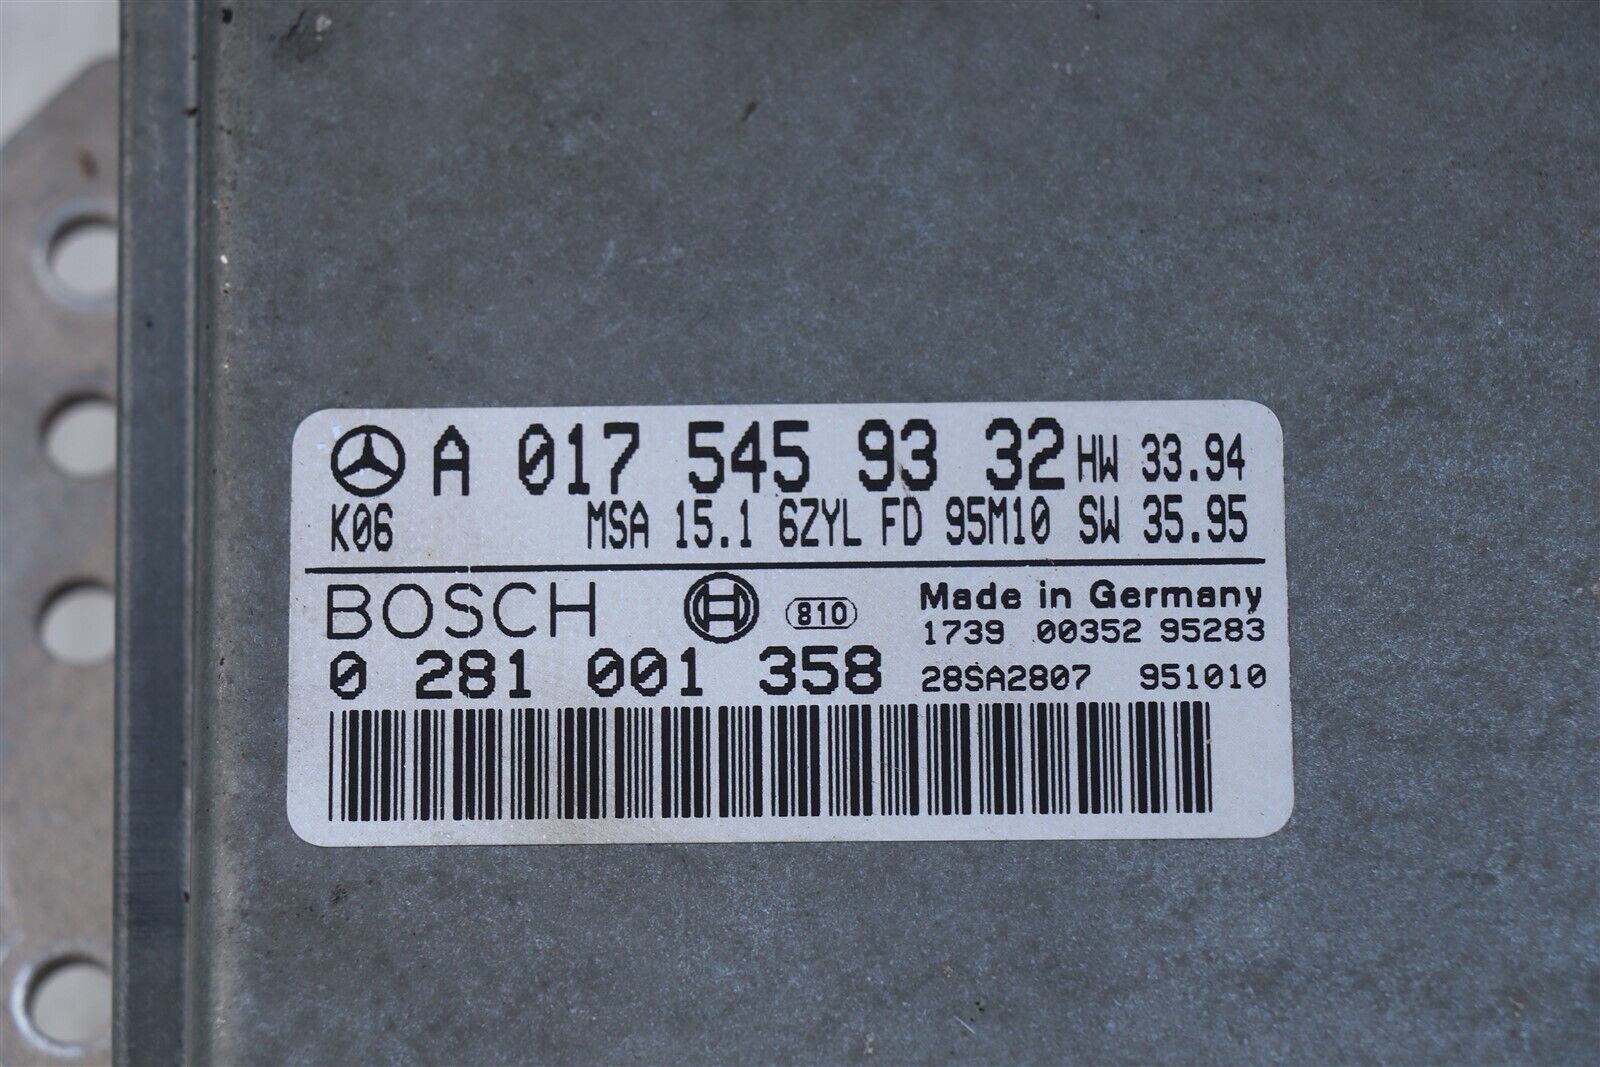 A 017 545 93 32 HW 33.94
K06 MSA 15.1 6ZYL FD 95M10 SW 35.95
BOSCH 810 Made in Germany
1739 00352 95283
0 281 001 358 28SA2807 951010